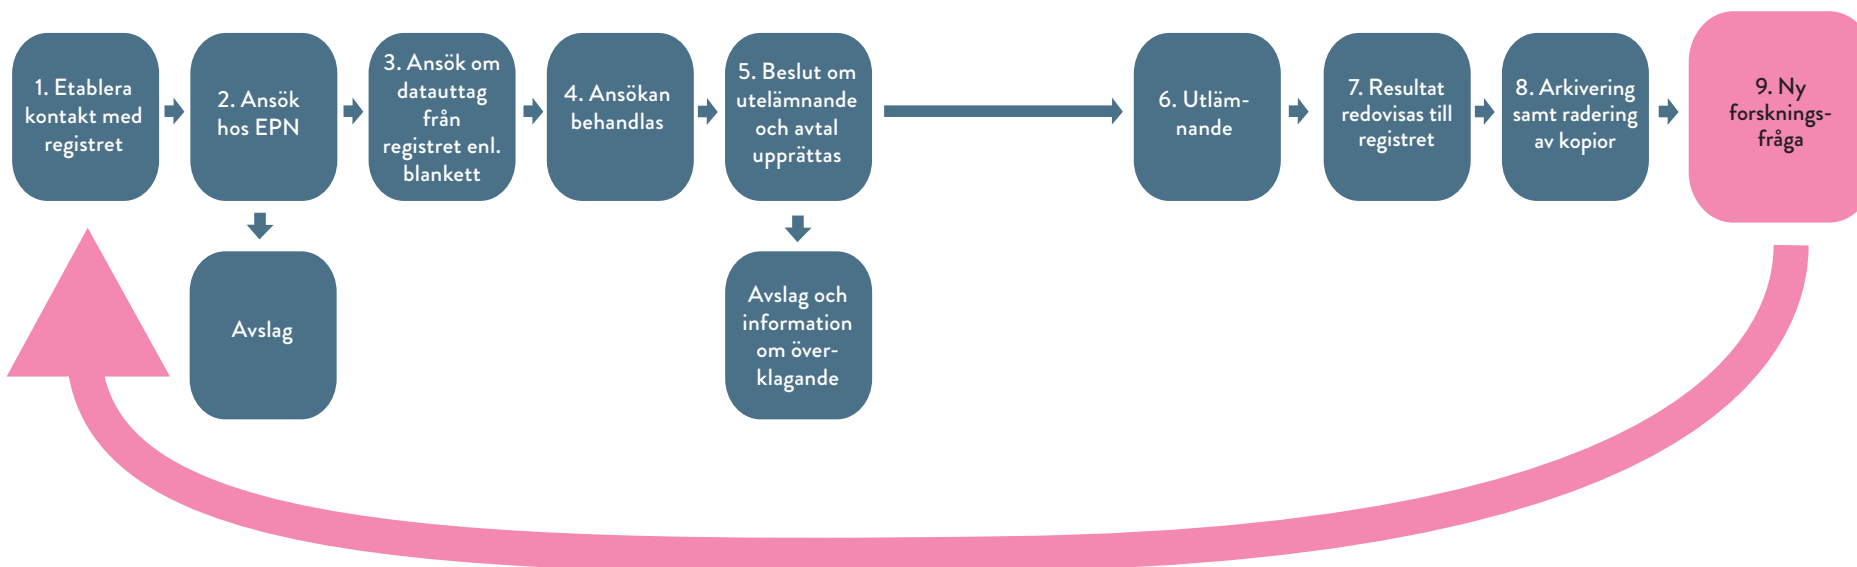 1. Etablera
kontakt med
registret
2. Ansök
hos EPN
3. Ansök om
datauttag
från
registret enl.
blankett
4. Ansökan
behandlas
5. Beslut om
utelämnande
och avtal
upprättas
6. Utläm-
nande
7. Resultat
redovisas till
registret
8. Arkivering
samt radering
av kopior
9. Ny
forsknings-
fråga
Avslag
Avslag och
information
om över-
klagande